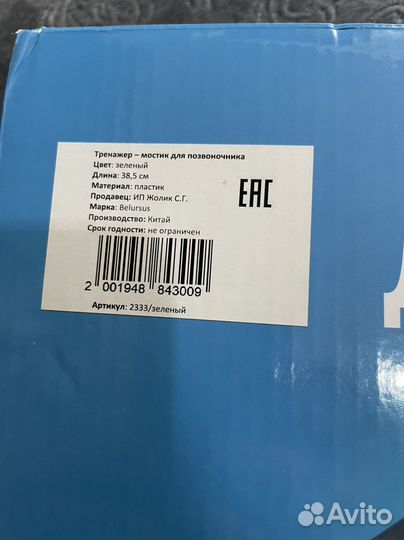 Тренажер – мостик для позвоночника
Цвет: зеленый
Длина: 38,5 см
Материал: пластик
Продавец: ИП Жолик С.Г.
Марка: Belursus
Производство: Китай
Срок годности: не ограничен
EAC
2 001948 843009
Артикул: 2333/зеленый
Avito